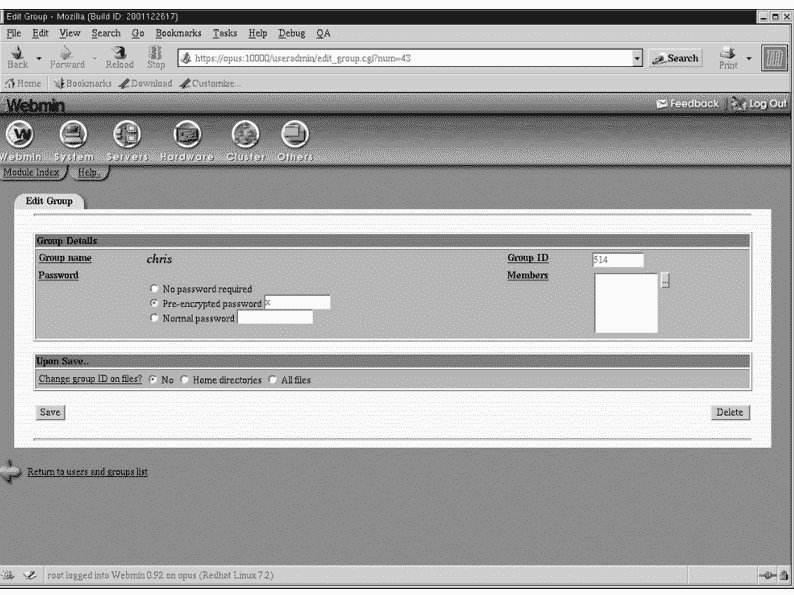 Edit Group - Mozilla {Build ID: 2001122617}
File Edit View Search Go Bookmarks Tasks Help Debug QA
Back Forward Reload Stop https://opus:10000/useradmin/edit_group.cgi?num=43 Search Print
Home Bookmarks Download Customize...
Webmin Feedback Log Out
Webmin System Servers Hardware Cluster Others
Module Index Help..
Edit Group
Group Details
Group name chris Group ID 514
Password Members
No password required ...
Pre-encrypted password x
Normal password
Upon Save..
Change group ID on files? No Home directories All files
Save Delete
Return to users and groups list
root logged into Webmin 0.92 on opus (Redhat Linux 7.2)